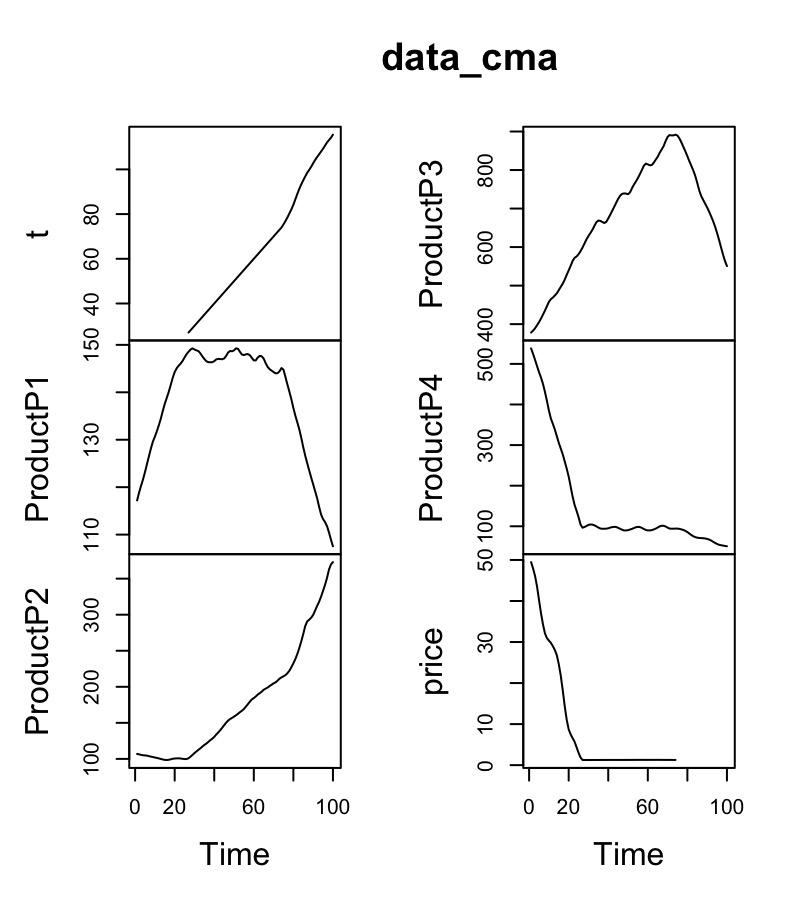 data_cma
t
40 60 80
ProductP1
110 130 150
ProductP2
100 200 300
0 20 60 100
Time
ProductP3
400 600 800
ProductP4
100 300 500
price
0 10 30 50
0 20 60 100
Time